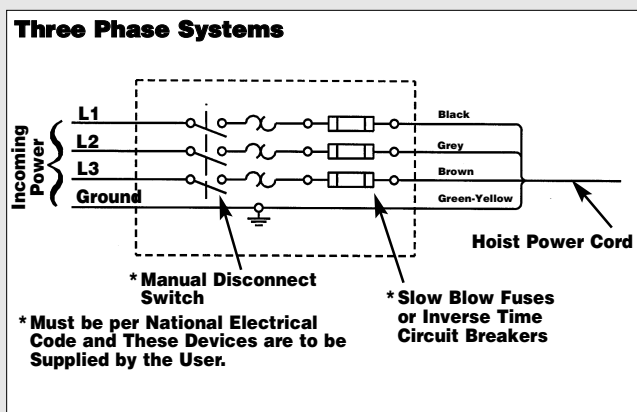 Three Phase Systems
L1
L2
L3
Ground
Incoming
Power
Black
Grey
Brown
Green-Yellow
Hoist Power Cord
* Manual Disconnect
Switch
* Slow Blow Fuses
or Inverse Time
Circuit Breakers
* Must be per National Electrical
Code and These Devices are to be
Supplied by the User.